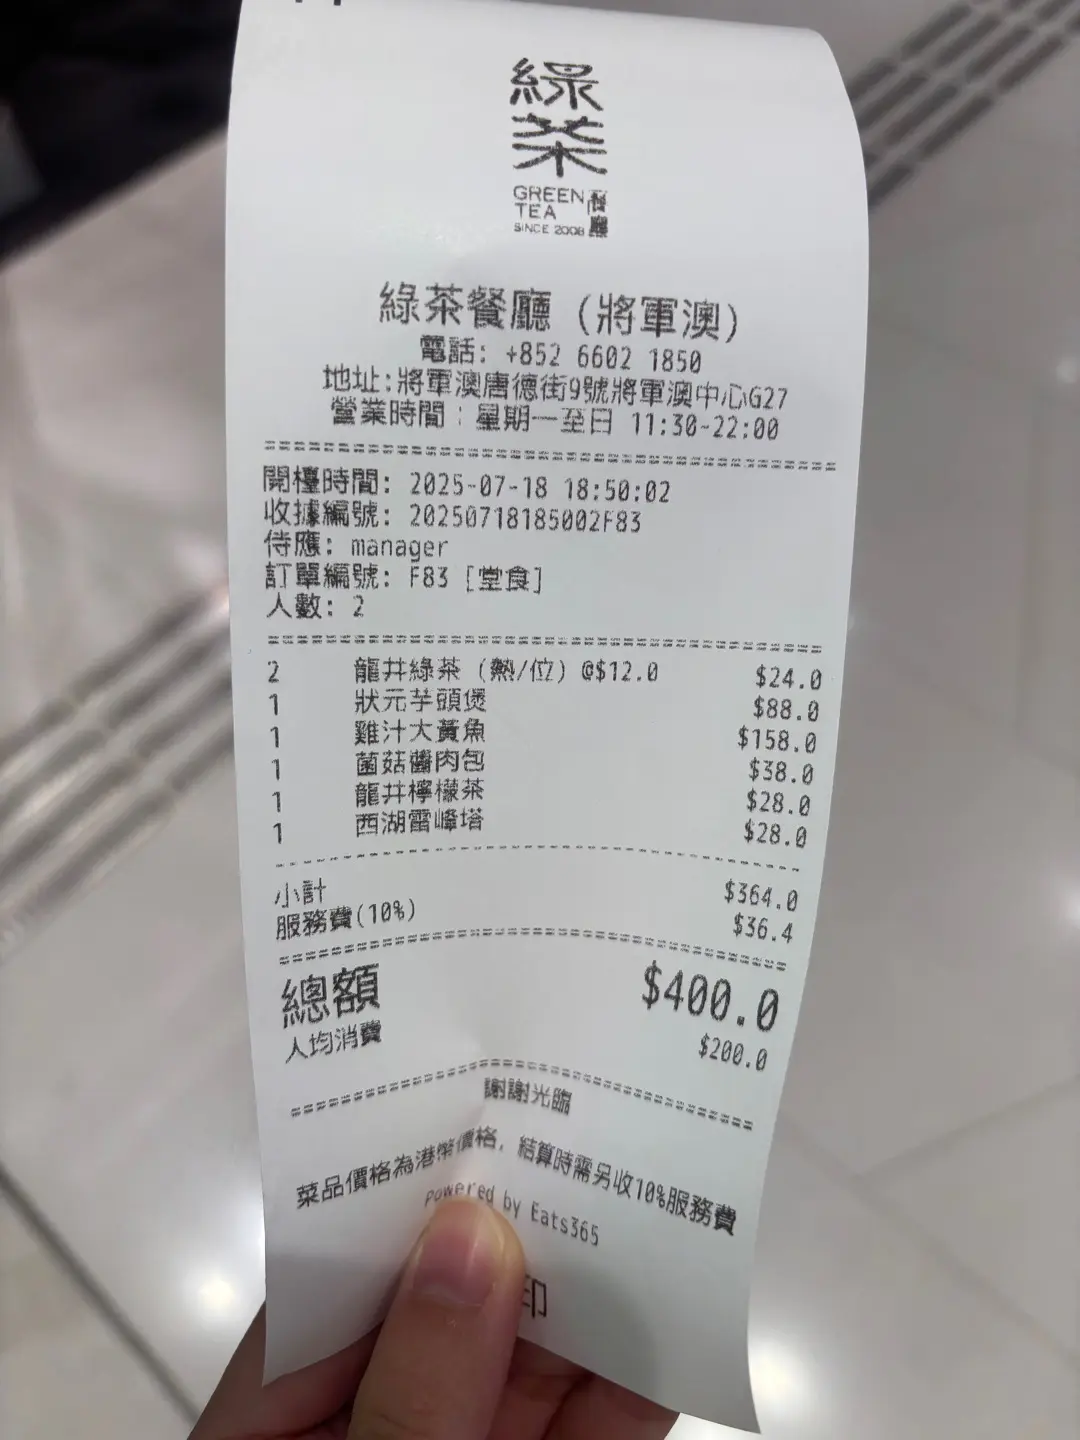 綠
茶
GREEN
TEA
餐廳
SINCE 2008
綠茶餐廳 (將軍澳)
電話: +852 6602 1850
地址:將軍澳唐德街9號將軍澳中心G27
營業時間：星期一至日 11:30-22:00
開檯時間: 2025-07-18 18:50:02
收據編號: 20250718185002F83
侍應: manager
訂單編號: F83 [堂食]
人數: 2
2 龍井綠茶 (熱/位) @$12.0 $24.0
1 狀元芋頭煲 $88.0
1 雞汁大黃魚 $158.0
1 菌菇醬肉包 $38.0
1 龍井檸檬茶 $28.0
1 西湖雷峰塔 $28.0
小計 $364.0
服務費(10%) $36.4
總額 $400.0
人均消費 $200.0
謝謝光臨
菜品價格為港幣價格, 結算時需另收10%服務費
Powered by Eats365
印